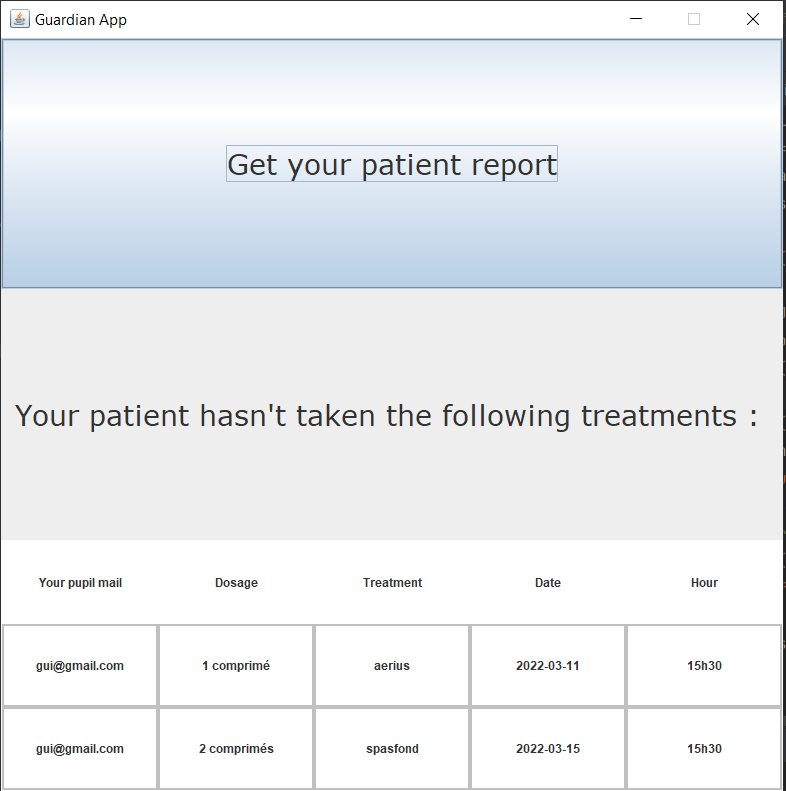 Guardian App
Get your patient report
Your patient hasn't taken the following treatments :
Your pupil mail Dosage Treatment Date Hour
gui@gmail.com 1 comprimé aerius 2022-03-11 15h30
gui@gmail.com 2 comprimés spasfond 2022-03-15 15h30